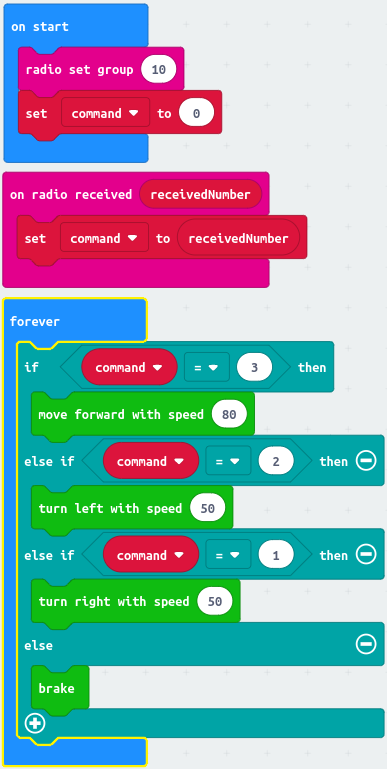 on start
radio set group 10
set command to 0
on radio received receivedNumber
set command to receivedNumber
forever
if command = 3 then
move forward with speed 80
else if command = 2 then
turn left with speed 50
else if command = 1 then
turn right with speed 50
else
brake